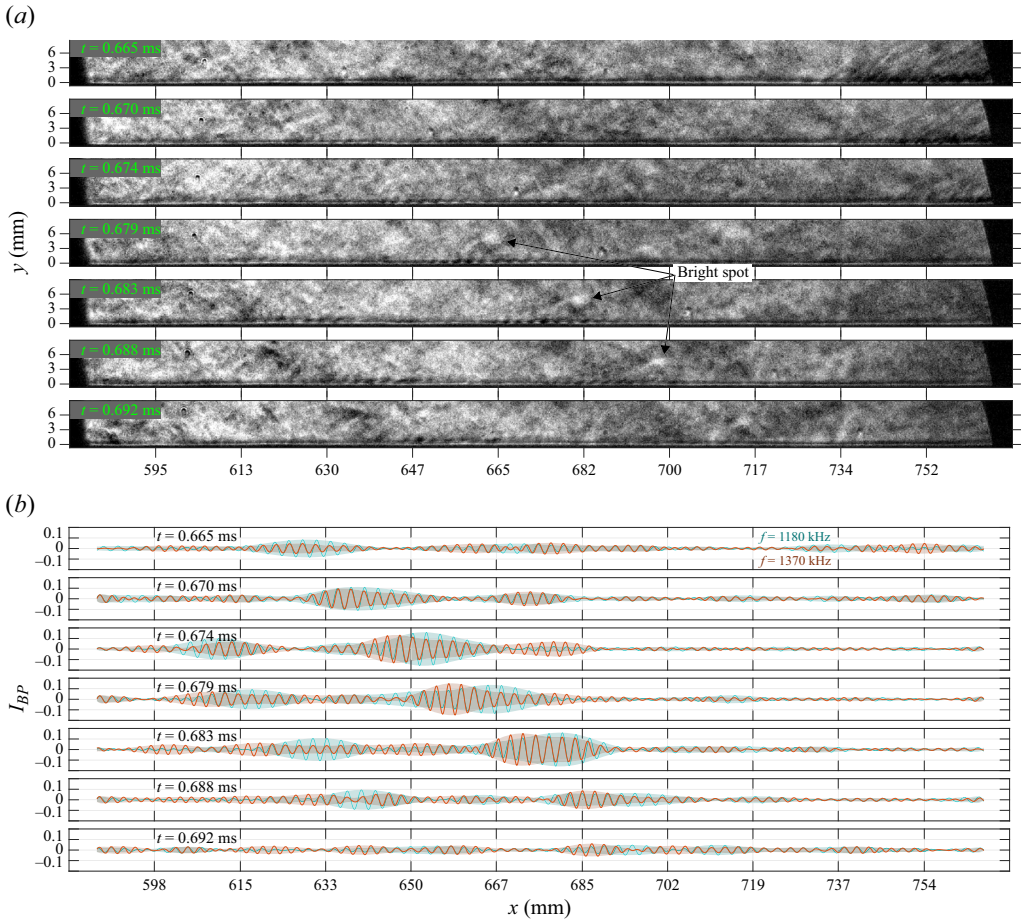 (a)
t = 0.665 ms
6
3
0
t = 0.670 ms
6
3
0
t = 0.674 ms
6
3
0
t = 0.679 ms
6
3
0
Bright spot
t = 0.683 ms
6
3
0
t = 0.688 ms
6
3
0
t = 0.692 ms
6
3
0
y (mm)
595 613 630 647 665 682 700 717 734 752
(b)
0.1
0
–0.1
t = 0.665 ms
f = 1180 kHz
f = 1370 kHz
0.1
0
–0.1
t = 0.670 ms
0.1
0
–0.1
t = 0.674 ms
0.1
0
–0.1
t = 0.679 ms
0.1
0
–0.1
t = 0.683 ms
0.1
0
–0.1
t = 0.688 ms
0.1
0
–0.1
t = 0.692 ms
I_BP
598 615 633 650 667 685 702 719 737 754
x (mm)